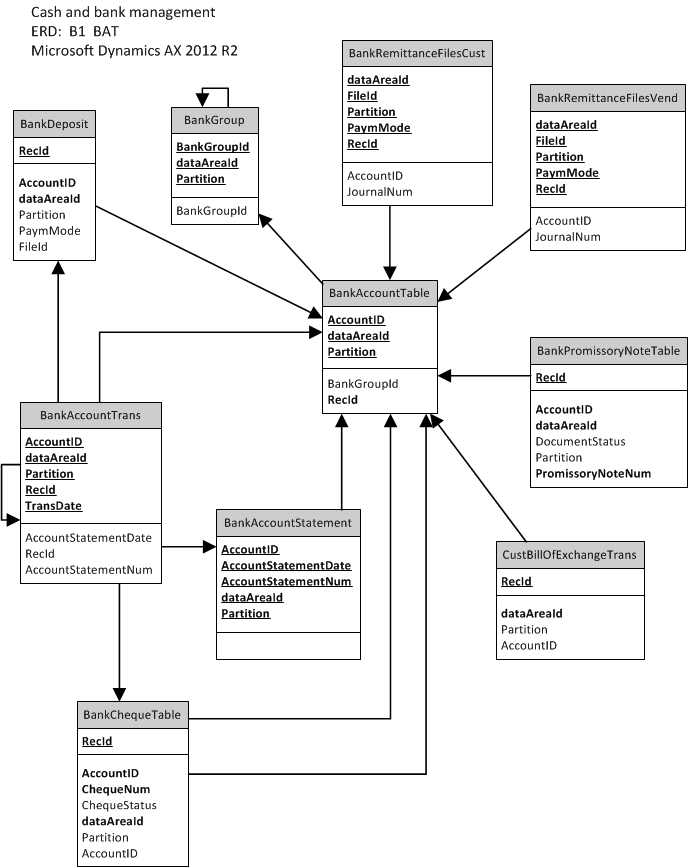 Cash and bank management
ERD:  B1  BAT
Microsoft Dynamics AX 2012 R2
BankDeposit
RecId
AccountID
dataAreaId
Partition
PaymMode
FileId
BankGroup
BankGroupId
dataAreaId
Partition
BankGroupId
BankRemittanceFilesCust
dataAreaId
FileId
Partition
PaymMode
RecId
AccountID
JournalNum
BankRemittanceFilesVend
dataAreaId
FileId
Partition
PaymMode
RecId
AccountID
JournalNum
BankAccountTable
AccountID
dataAreaId
Partition
BankGroupId
RecId
BankPromissoryNoteTable
RecId
AccountID
dataAreaId
DocumentStatus
Partition
PromissoryNoteNum
BankAccountTrans
AccountID
dataAreaId
Partition
RecId
TransDate
AccountStatementDate
RecId
AccountStatementNum
BankAccountStatement
AccountID
AccountStatementDate
AccountStatementNum
dataAreaId
Partition
CustBillOfExchangeTrans
RecId
dataAreaId
Partition
AccountID
BankChequeTable
RecId
AccountID
ChequeNum
ChequeStatus
dataAreaId
Partition
AccountID